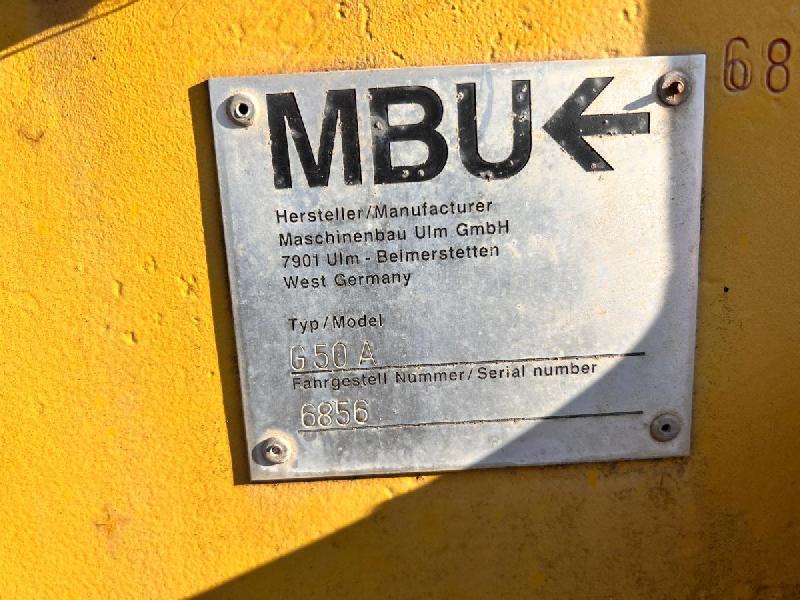 MBU
68
Hersteller/Manufacturer
Maschinenbau Ulm GmbH
7901 Ulm - Beimerstetten
West Germany
Typ/Model
G 50 A
Fahrgestell Nummer/Serial number
6856